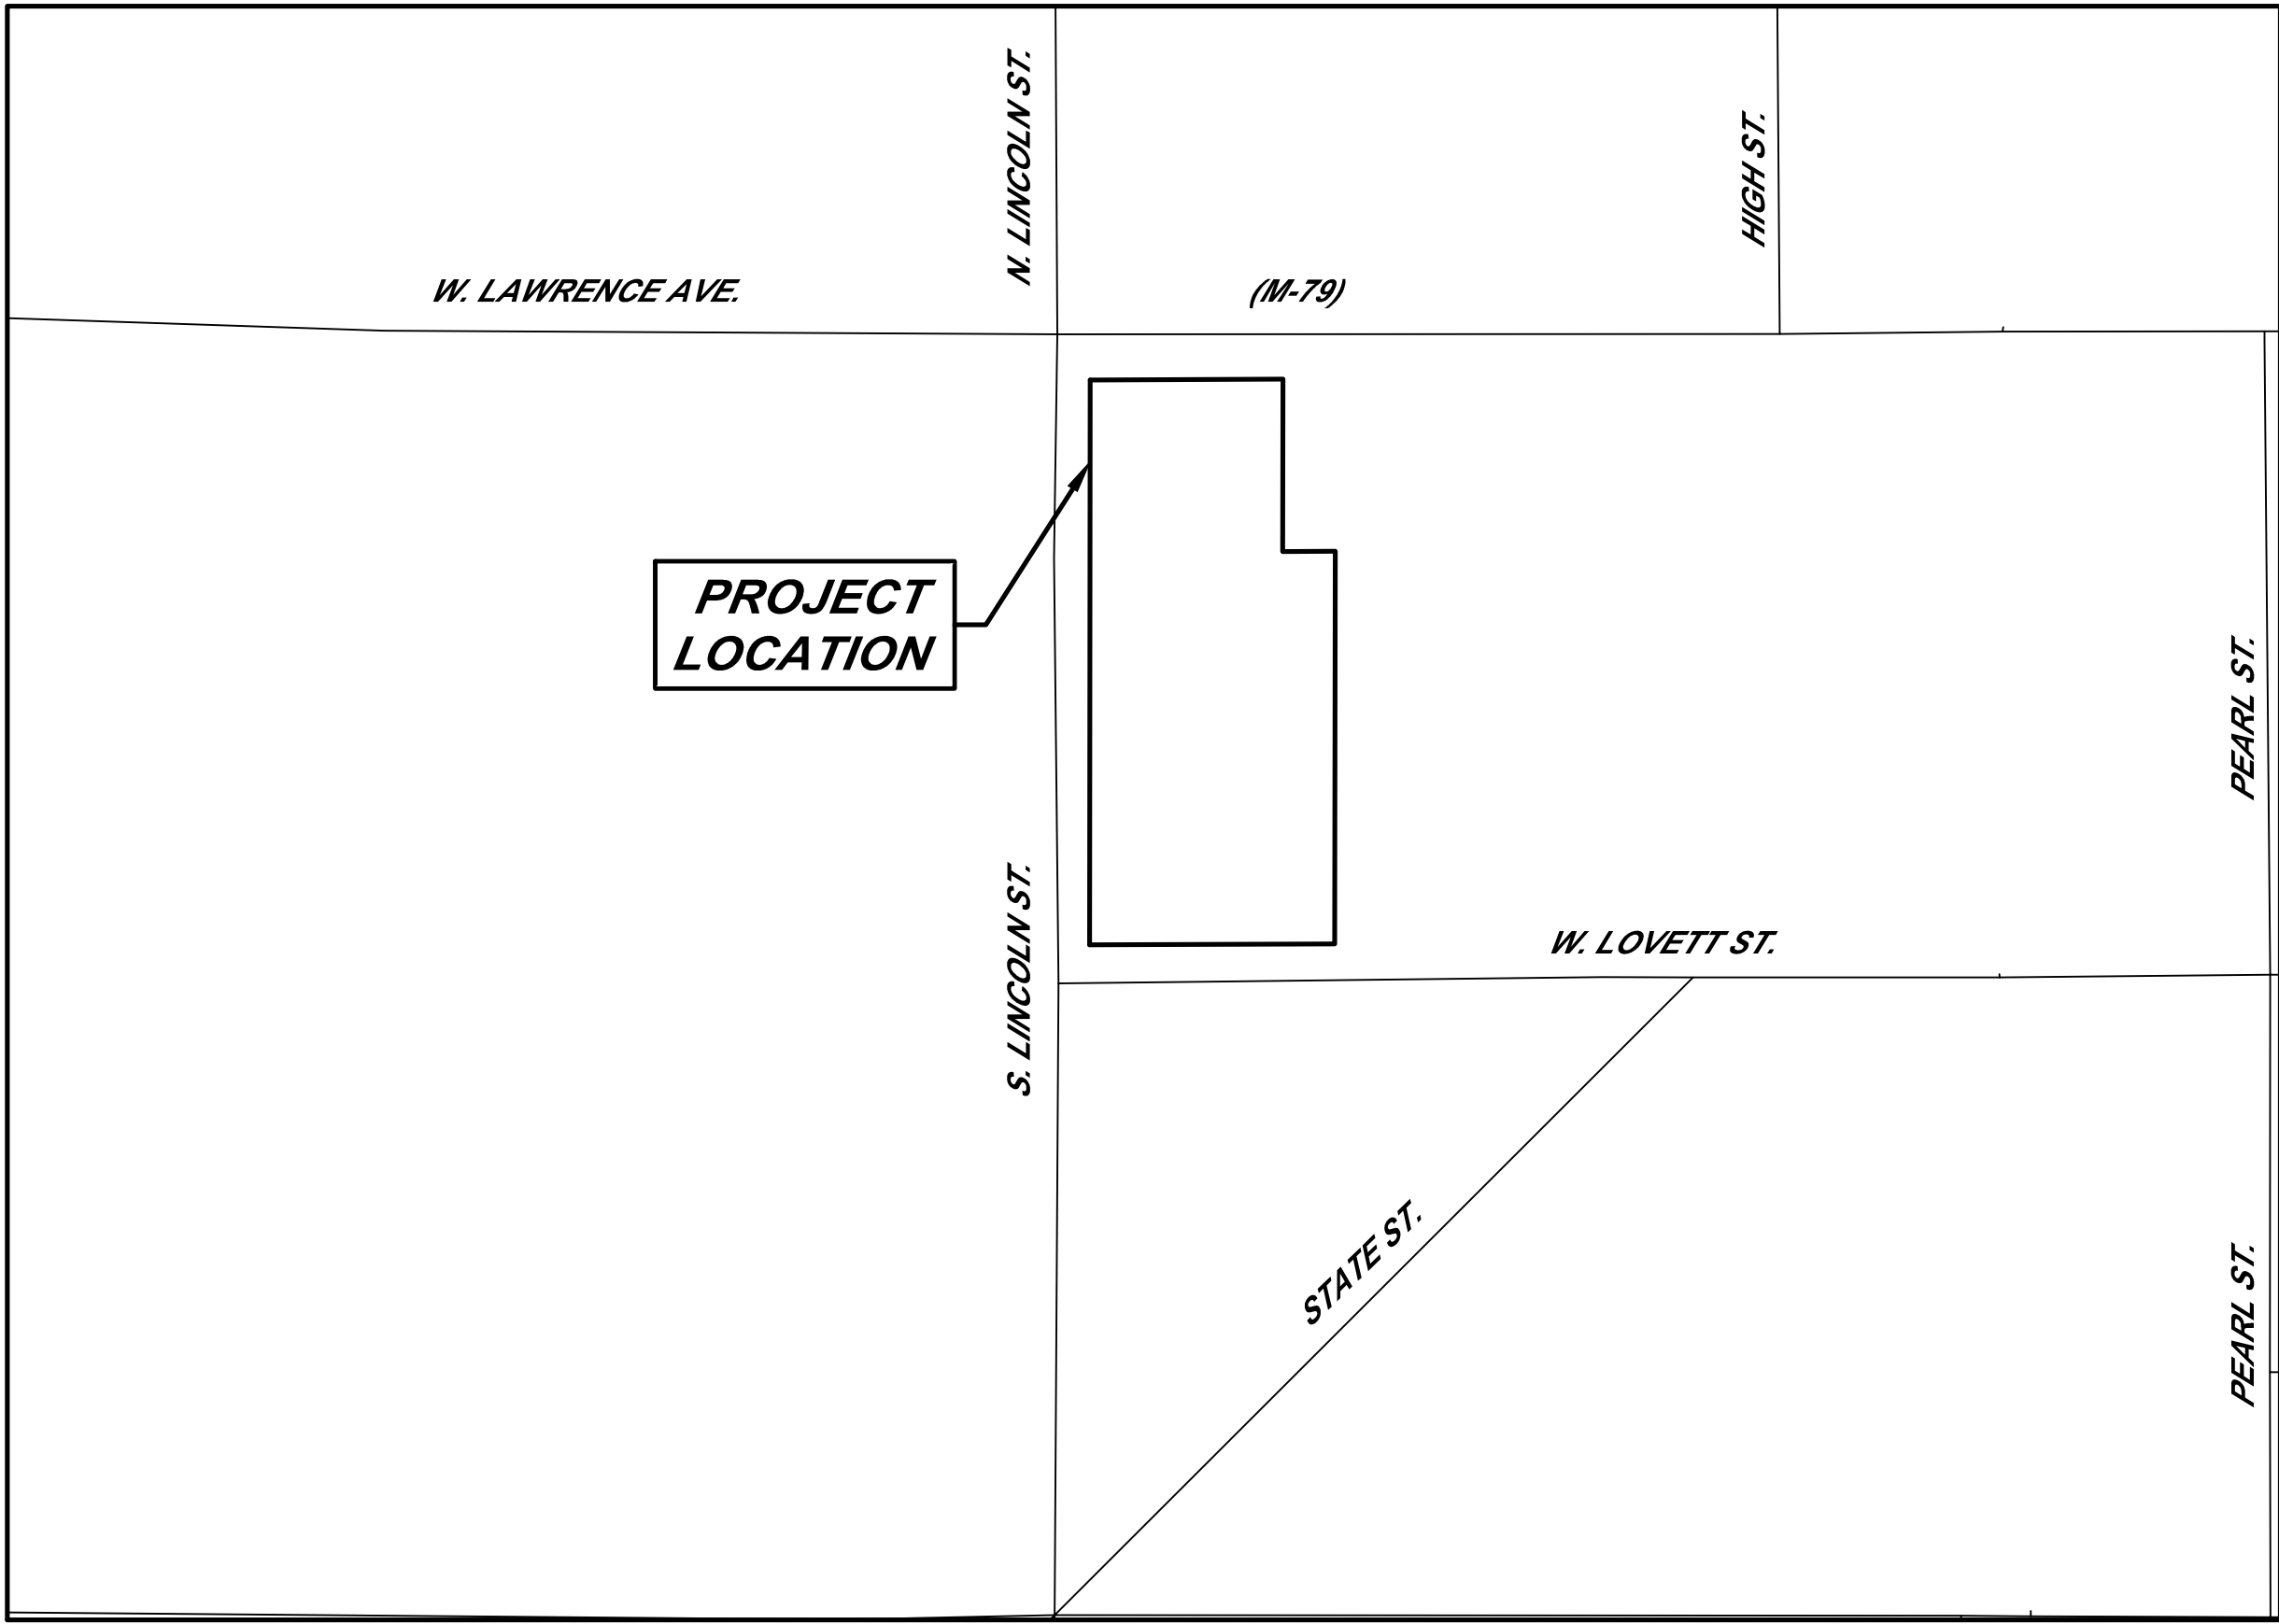 N. LINCOLN ST.
HIGH ST.
W. LAWRENCE AVE.
(M-79)
PROJECT
LOCATION
PEARL ST.
S. LINCOLN ST.
W. LOVETT ST.
STATE ST.
PEARL ST.